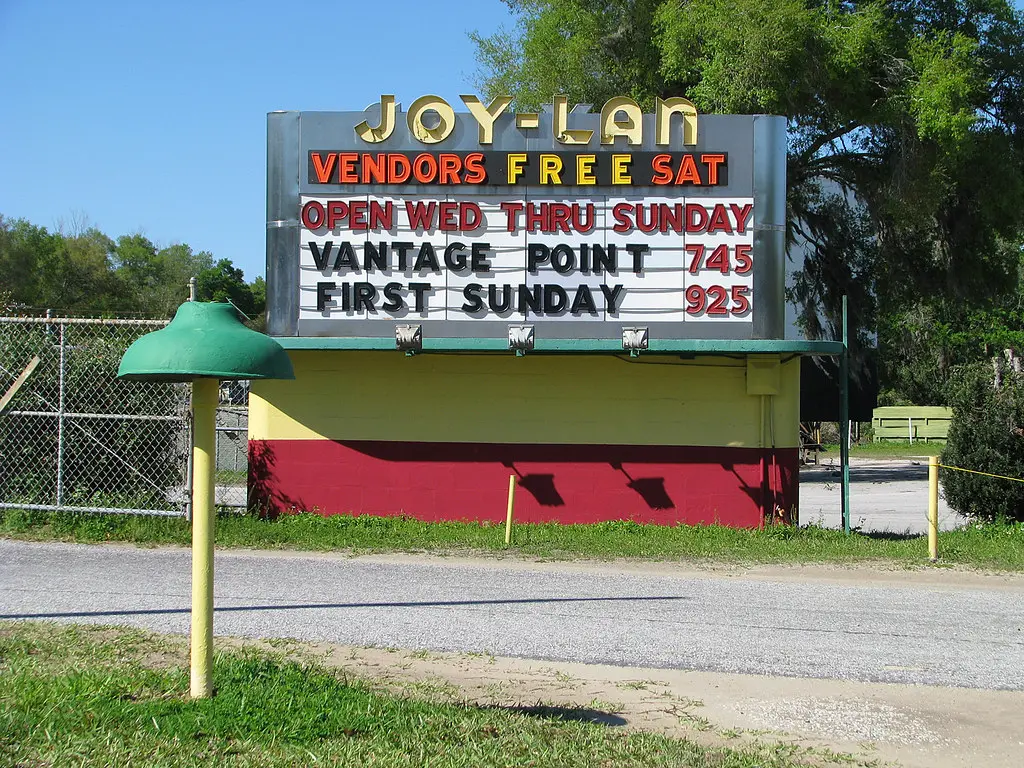 JOY-LAN
VENDORS FREE SAT
OPEN WED THRU SUNDAY
VANTAGE POINT 745
FIRST SUNDAY 925